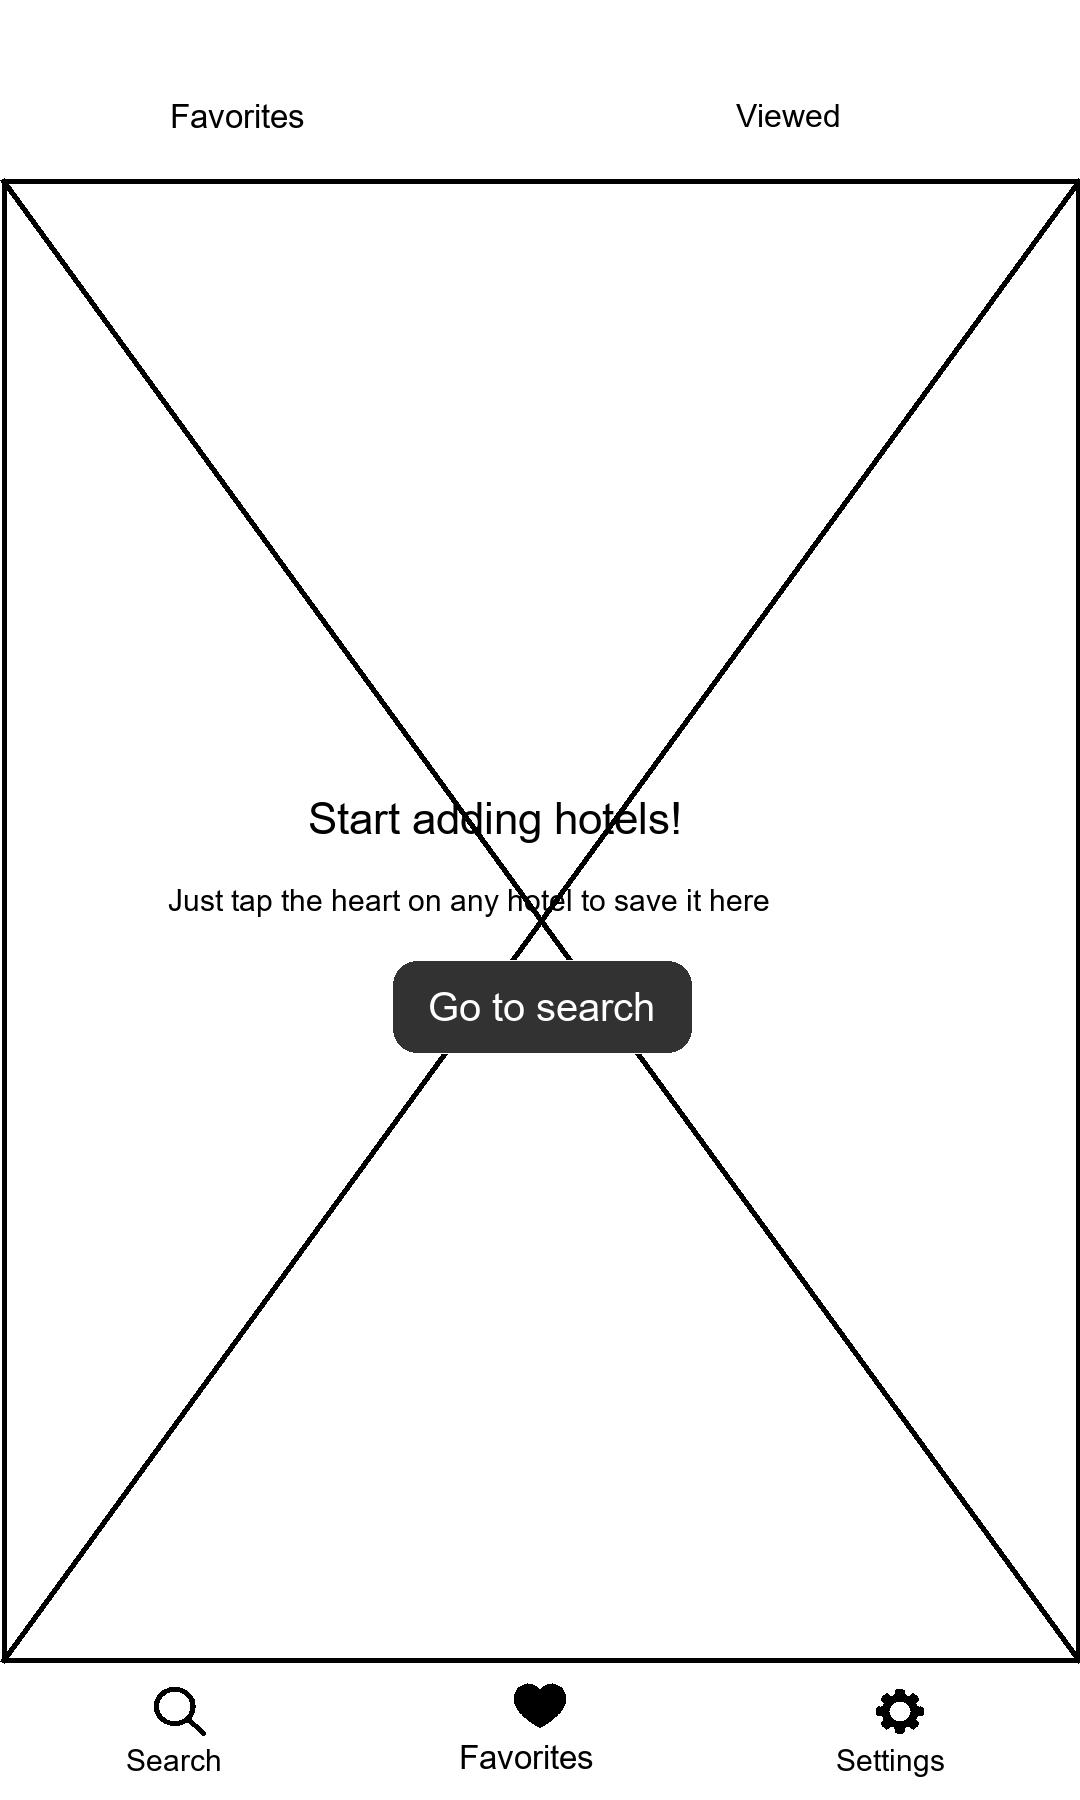 Favorites
Viewed
Start adding hotels!
Just tap the heart on any hotel to save it here
Go to search
Search
Favorites
Settings